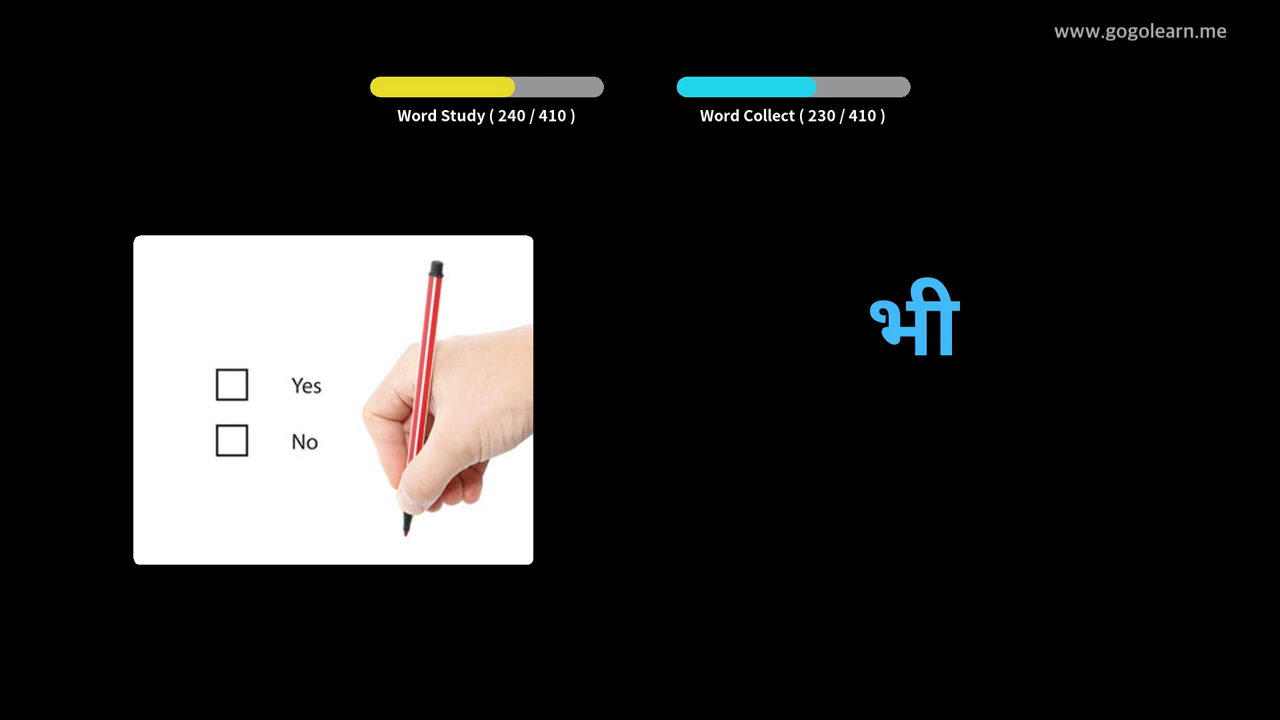 www.gogolearn.me
Word Study ( 240 / 410 )
Word Collect ( 230 / 410 )
भी
Yes
No